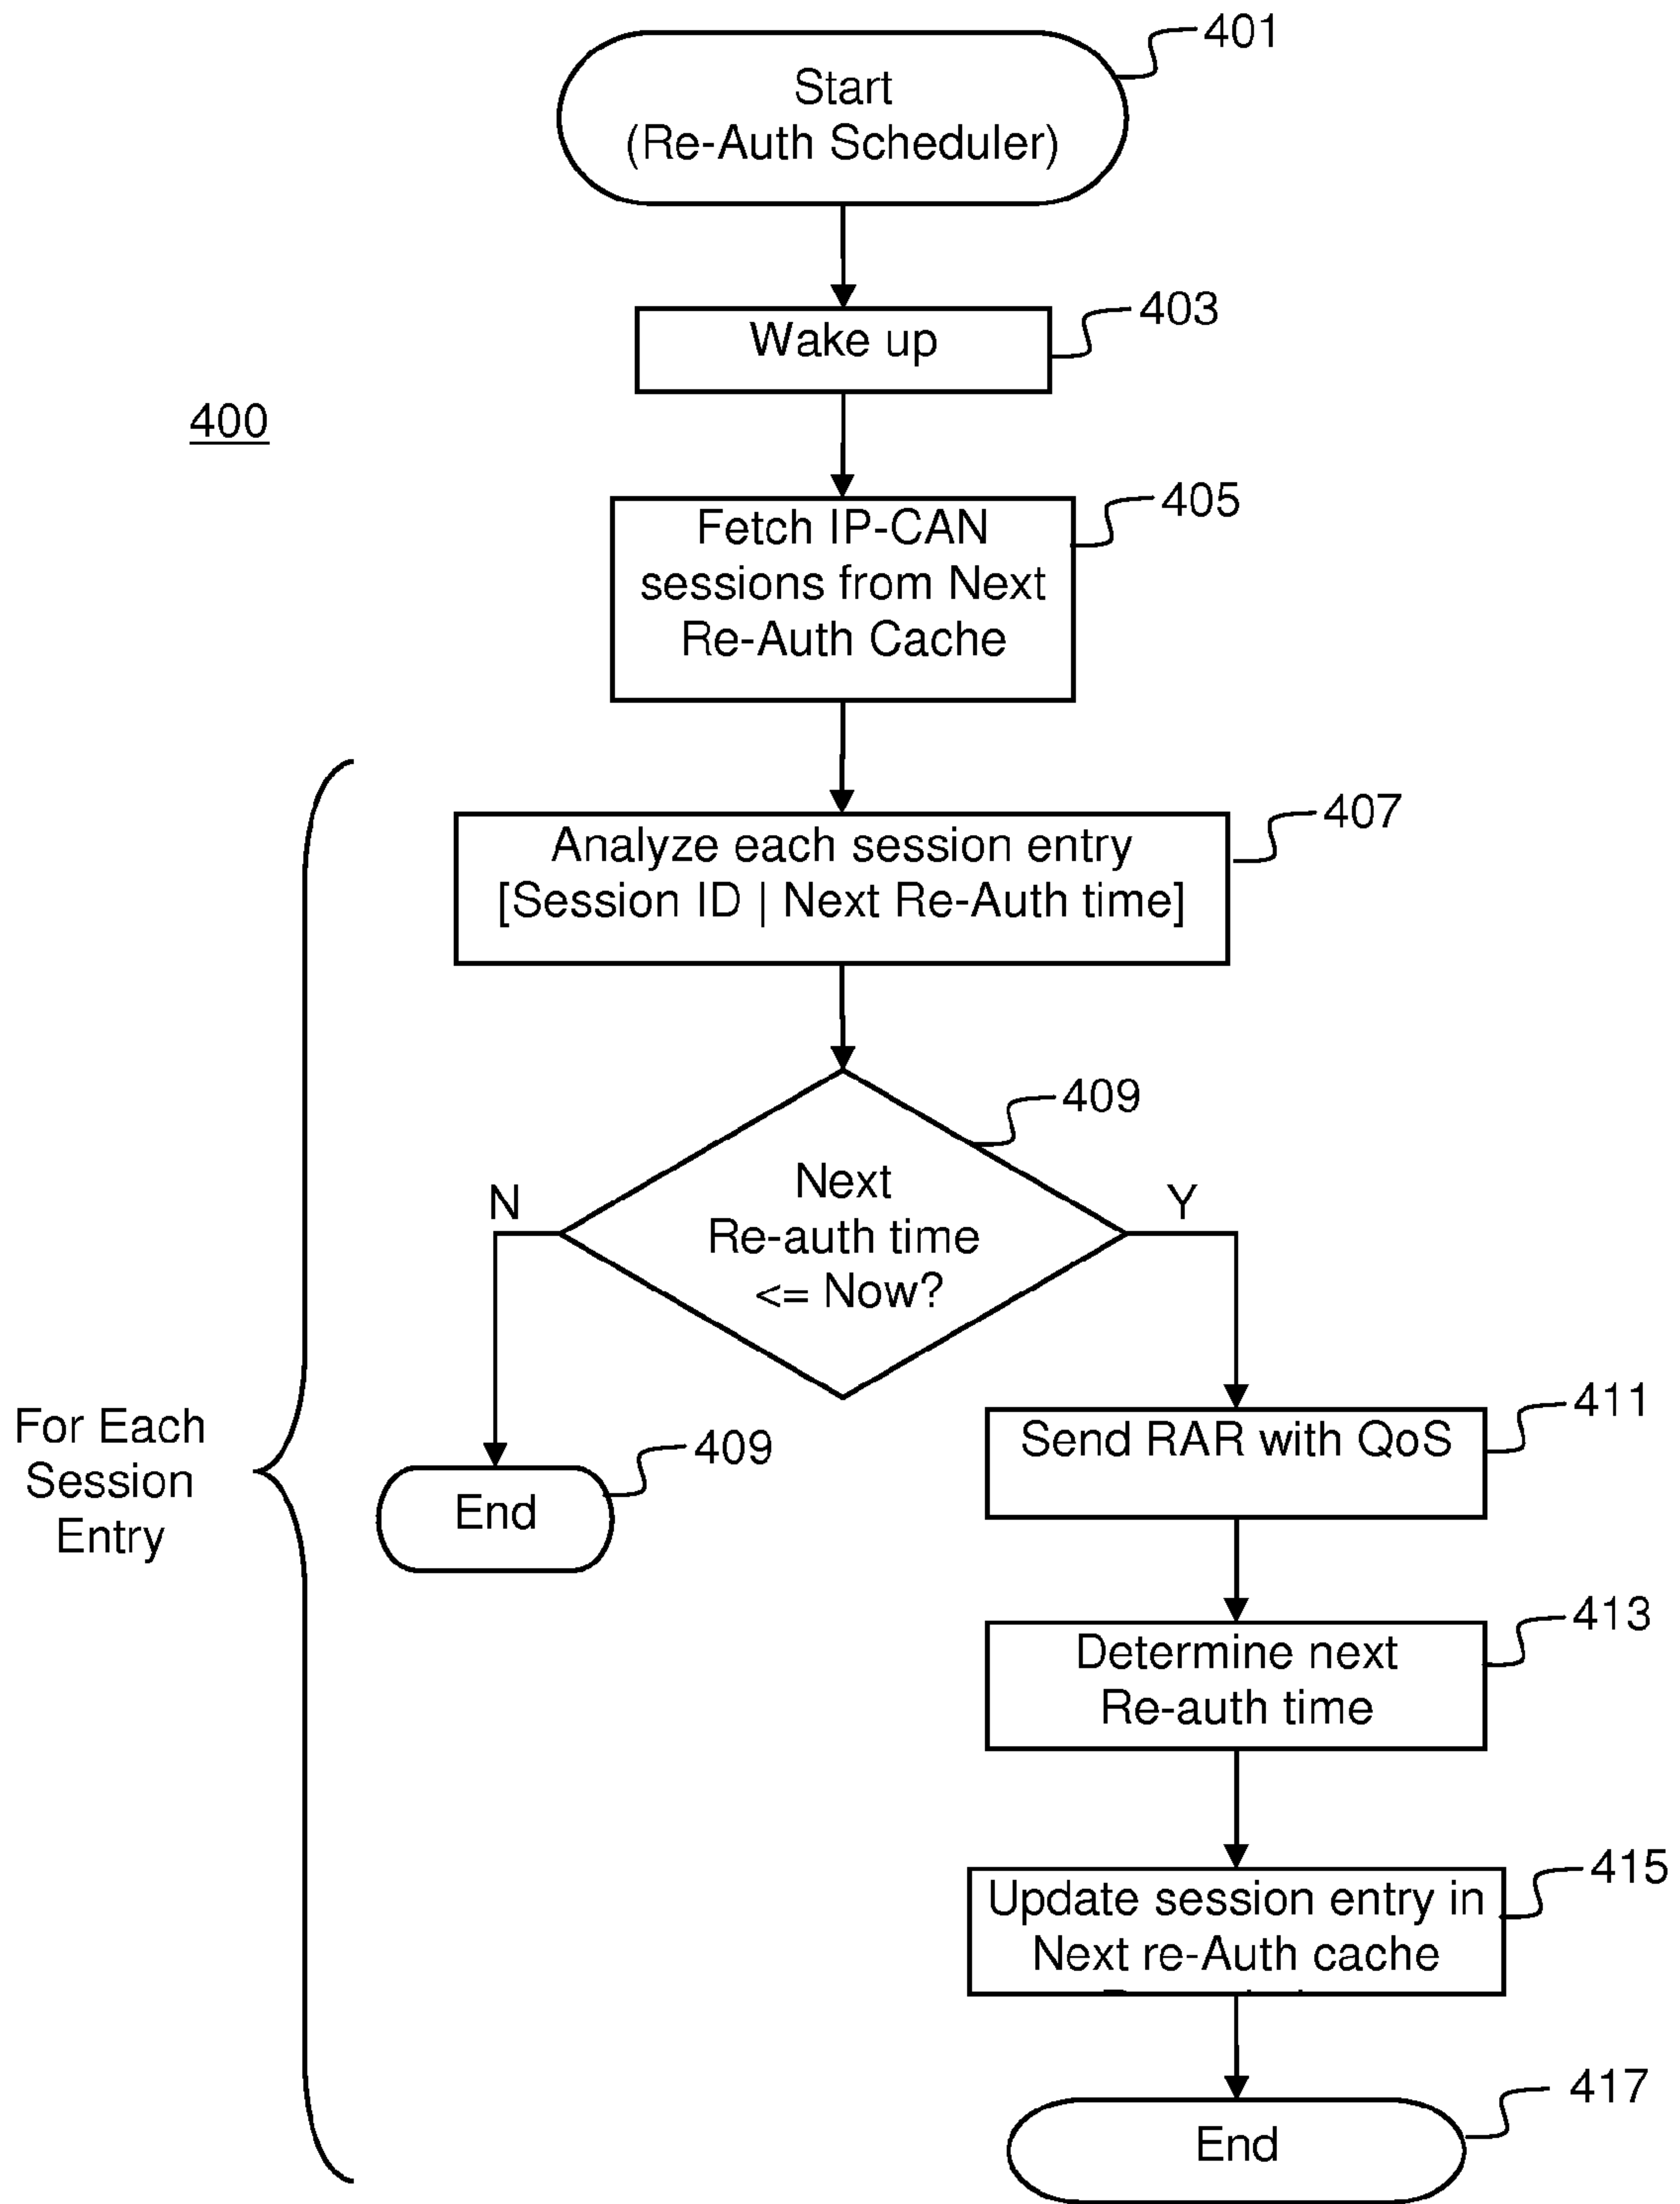 401
Start
(Re-Auth Scheduler)
403
Wake up
400
405
Fetch IP-CAN
sessions from Next
Re-Auth Cache
407
Analyze each session entry
[Session ID | Next Re-Auth time]
409
Next
Re-auth time
<= Now?
N
Y
411
Send RAR with QoS
For Each
Session
Entry
409
End
413
Determine next
Re-auth time
415
Update session entry in
Next re-Auth cache
417
End